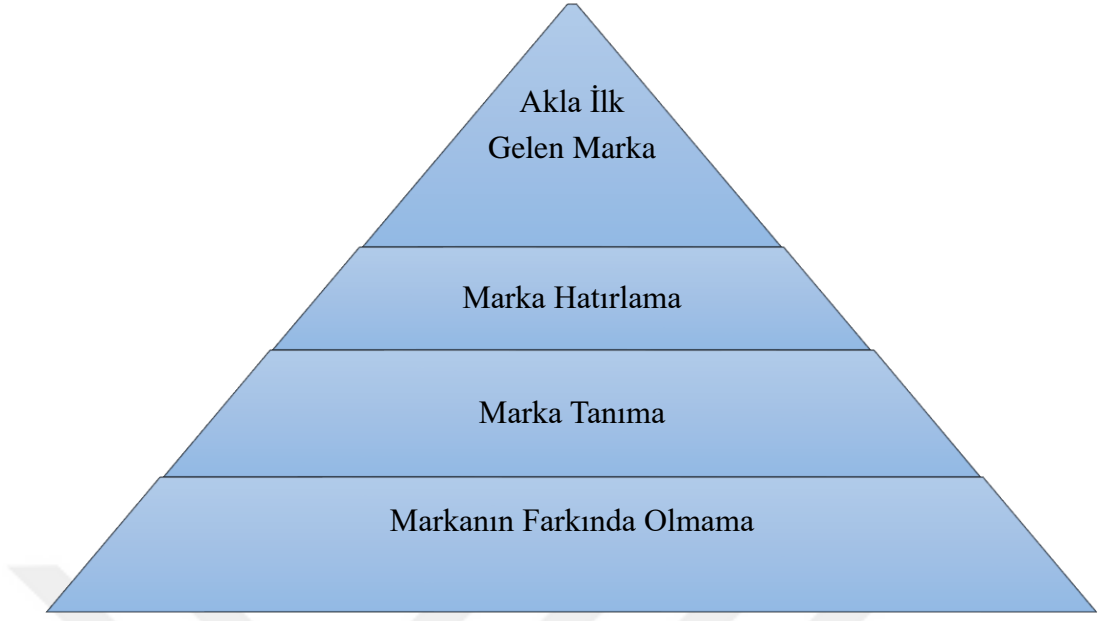 Akla İlk
Gelen Marka
Marka Hatırlama
Marka Tanıma
Markanın Farkında Olmama